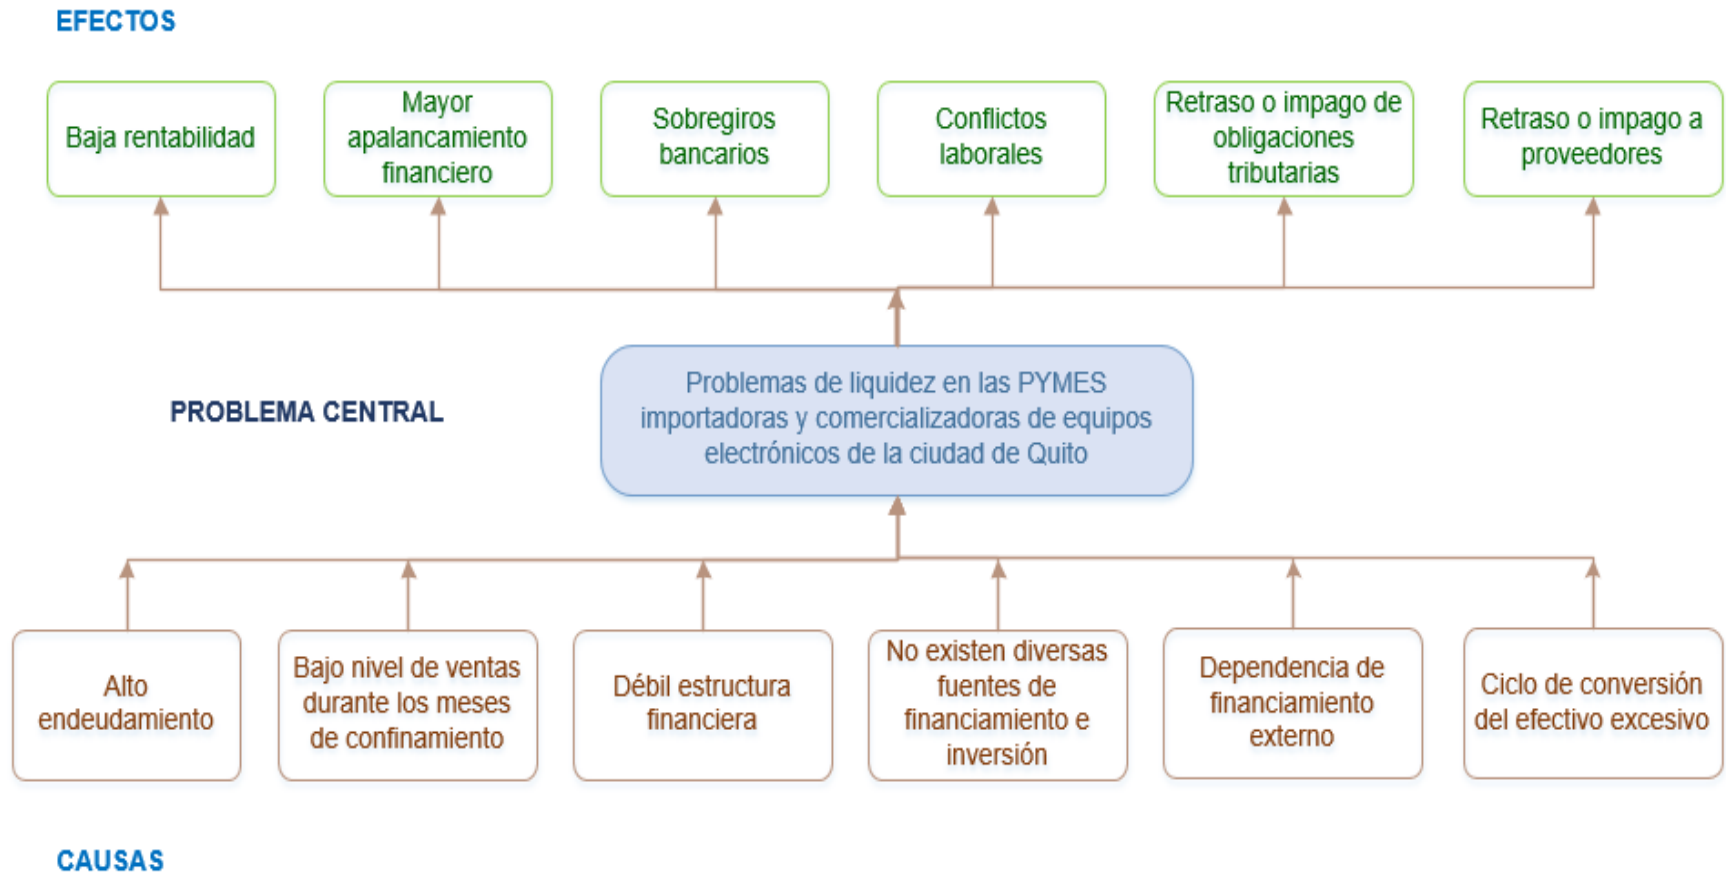 EFECTOS
Baja rentabilidad
Mayor
apalancamiento
financiero
Sobregiros
bancarios
Conflictos
laborales
Retraso o impago de
obligaciones
tributarias
Retraso o impago a
proveedores
PROBLEMA CENTRAL
Problemas de liquidez en las PYMES
importadoras y comercializadoras de equipos
electrónicos de la ciudad de Quito
Alto
endeudamiento
Bajo nivel de ventas
durante los meses
de confinamiento
Débil estructura
financiera
No existen diversas
fuentes de
financiamiento e
inversión
Dependencia de
financiamiento
externo
Ciclo de conversión
del efectivo excesivo
CAUSAS